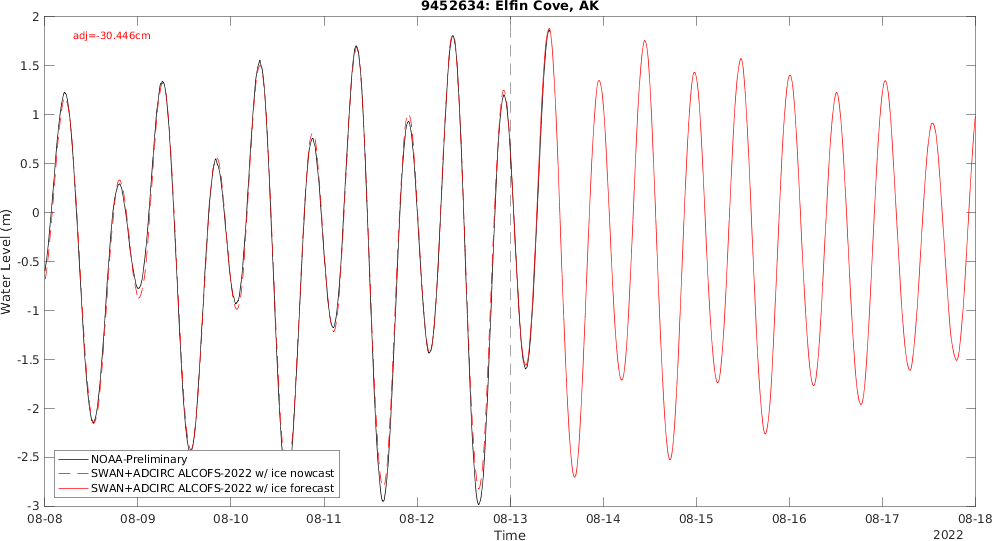 9452634: Elfin Cove, AK
adj=-30.446cm
2
1.5
1
0.5
0
-0.5
-1
-1.5
-2
-2.5
-3
Water Level (m)
NOAA-Preliminary
SWAN+ADCIRC ALCOFS-2022 w/ ice nowcast
SWAN+ADCIRC ALCOFS-2022 w/ ice forecast
08-08 08-09 08-10 08-11 08-12 08-13 08-14 08-15 08-16 08-17 08-18
Time
2022